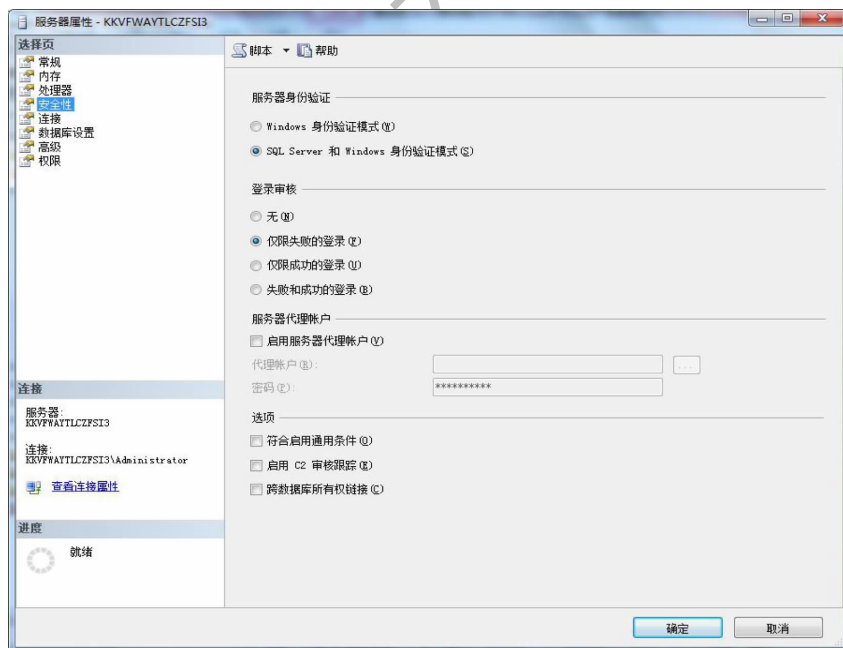 服务器属性 - KKVFWAYTLCZFSI3
选择页
常规
内存
处理器
安全性
连接
数据库设置
高级
权限
脚本 帮助
服务器身份验证
Windows 身份验证模式(W)
SQL Server 和 Windows 身份验证模式(S)
登录审核
无(N)
仅限失败的登录(F)
仅限成功的登录(U)
失败和成功的登录(B)
服务器代理帐户
启用服务器代理帐户(V)
代理帐户(R):
...
密码(P):
**********
选项
符合启用通用条件(O)
启用 C2 审核跟踪(E)
跨数据库所有权链接(C)
连接
服务器:
KKVFWAYTLCZFSI3
连接:
KKVFWAYTLCZFSI3\Administrator
查看连接属性
进度
就绪
确定 取消